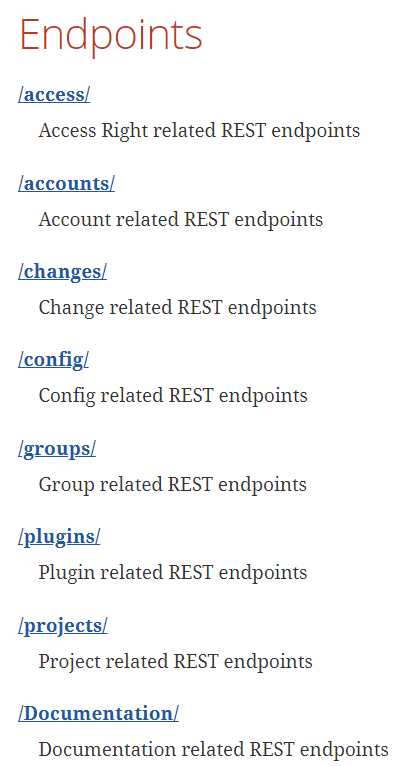 Endpoints
/access/
Access Right related REST endpoints
/accounts/
Account related REST endpoints
/changes/
Change related REST endpoints
/config/
Config related REST endpoints
/groups/
Group related REST endpoints
/plugins/
Plugin related REST endpoints
/projects/
Project related REST endpoints
/Documentation/
Documentation related REST endpoints